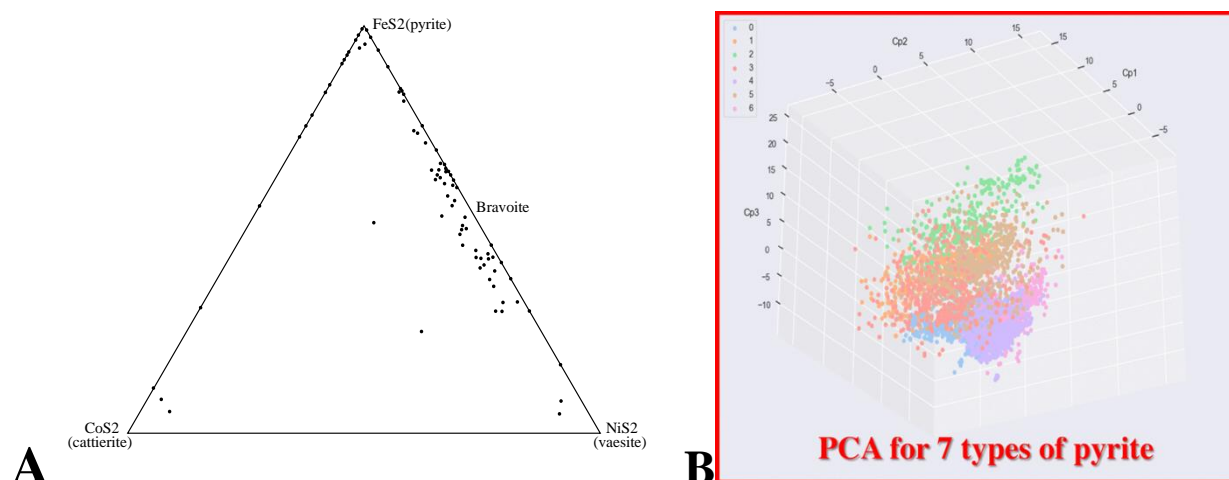 FeS2(pyrite)
Bravoite
CoS2
(cattierite)
NiS2
(vaesite)
A
0
1
2
3
4
5
6
Cp2
-5
0
5
10
15
Cp1
15
10
5
0
-5
Cp3
25
20
15
10
5
0
-5
-10
PCA for 7 types of pyrite
B